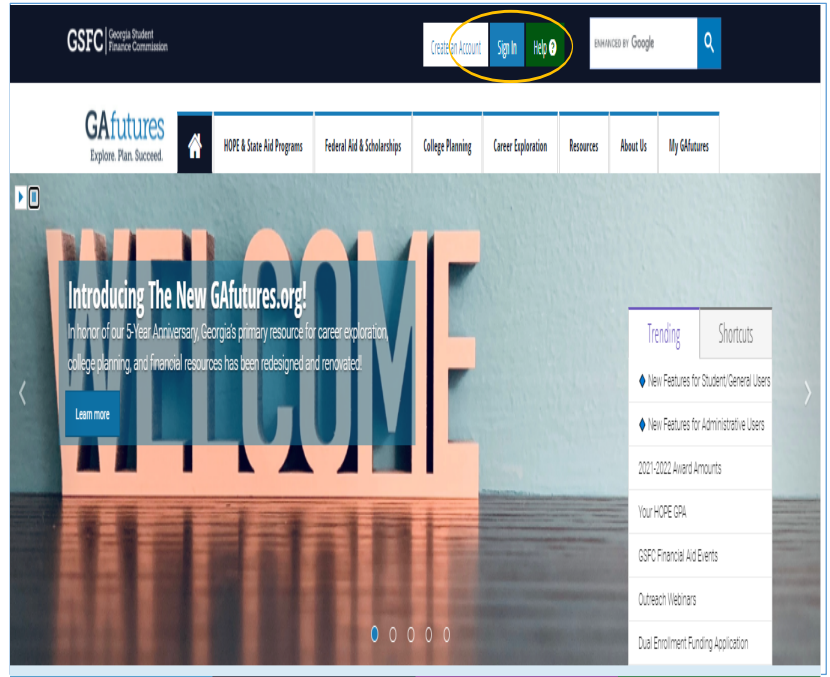 GSFC Georgia Student
Finance Commission
Create an Account Sign In Help ?
ENHANCED BY Google
GAfutures
Explore. Plan. Succeed.
HOPE & State Aid Programs Federal Aid & Scholarships College Planning Career Exploration Resources About Us My GAfutures
WELCOME
Introducing The New GAfutures.org!
In honor of our 5-Year Anniversary, Georgia's primary resource for career exploration,
college planning, and financial resources has been redesigned and renovated!
Learn more
Trending Shortcuts
New Features for Student/General Users
New Features for Administrative Users
2021-2022 Award Amounts
Your HOPE GPA
GSFC Financial Aid Events
Outreach Webinars
Dual Enrollment Funding Application